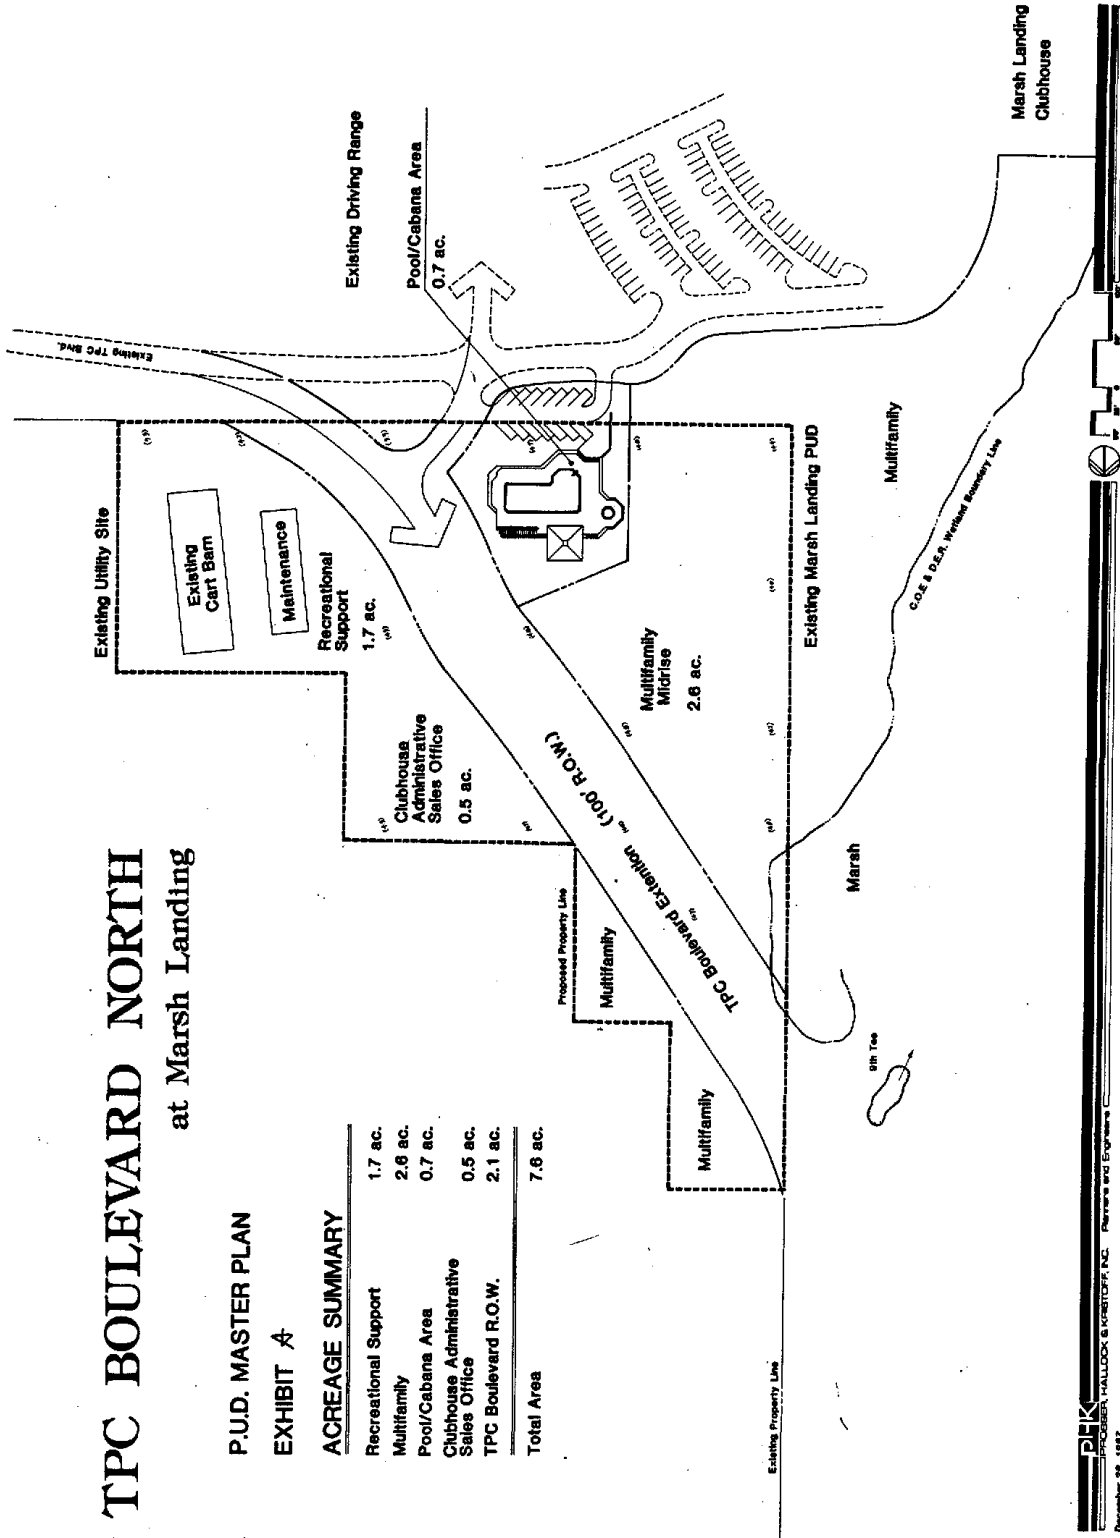 TPC BOULEVARD NORTH
at Marsh Landing
P.U.D. MASTER PLAN
EXHIBIT A
ACREAGE SUMMARY
Recreational Support 1.7 ac.
Multifamily 2.6 ac.
Pool/Cabana Area 0.7 ac.
Clubhouse Administrative
Sales Office 0.5 ac.
TPC Boulevard R.O.W. 2.1 ac.
Total Area 7.6 ac.
Existing Utility Site
Existing
Cart Barn
Maintenance
Recreational
Support
1.7 ac.
Clubhouse
Administrative
Sales Office
0.5 ac.
Existing TPC Blvd.
Existing Driving Range
Pool/Cabana Area
0.7 ac.
Multifamily
Midrise
2.6 ac.
TPC Boulevard Extention (100' R.O.W.)
Proposed Property Line
Multifamily
Multifamily
Existing Marsh Landing PUD
Multifamily
Marsh Landing
Clubhouse
C.O.E & D.E.R. Wetland Boundary Line
Marsh
9th Tee
Existing Property Line
PHK
PROSSER, HALLOCK & KRISTOFF, INC. Planners and Engineers